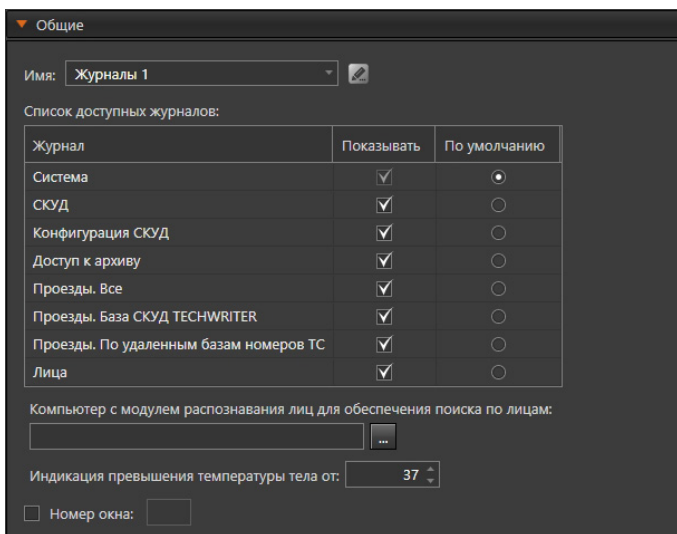 Общие
Имя: Журналы 1
Список доступных журналов:
Журнал Показывать По умолчанию
Система
СКУД
Конфигурация СКУД
Доступ к архиву
Проезды. Все
Проезды. База СКУД TECHWRITER
Проезды. По удаленным базам номеров ТС
Лица
Компьютер с модулем распознавания лиц для обеспечения поиска по лицам:
...
Индикация превышения температуры тела от: 37
Номер окна: